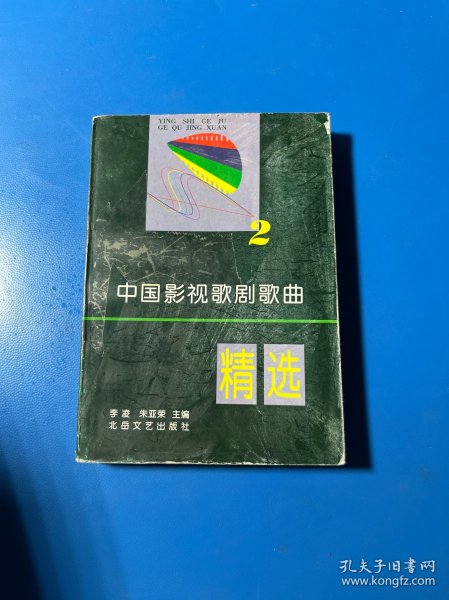 YING SHI GE JU
GE QU JING XUAN
2
中国影视歌剧歌曲
精选
李凌 朱亚荣 主编
北岳文艺出版社
孔夫子旧书网
www.kongfz.com